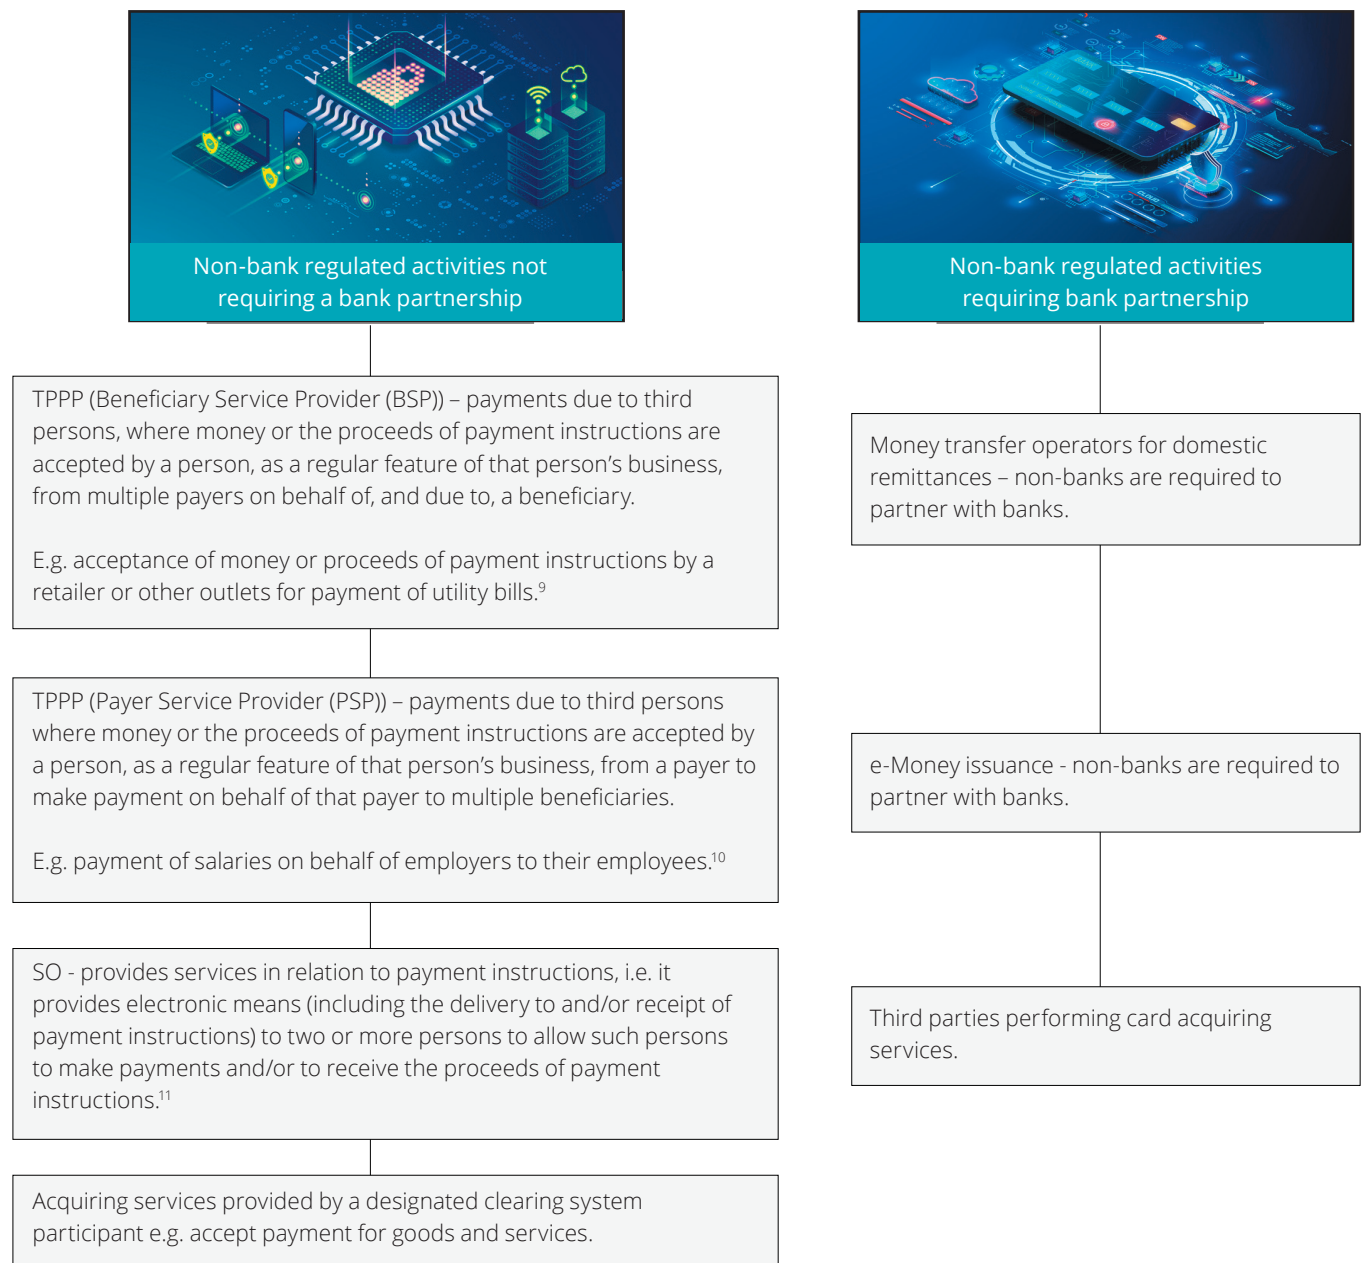 Non-bank regulated activities not
requiring a bank partnership
TPPP (Beneficiary Service Provider (BSP)) – payments due to third
persons, where money or the proceeds of payment instructions are
accepted by a person, as a regular feature of that person’s business,
from multiple payers on behalf of, and due to, a beneficiary.
E.g. acceptance of money or proceeds of payment instructions by a
retailer or other outlets for payment of utility bills.⁹
TPPP (Payer Service Provider (PSP)) – payments due to third persons
where money or the proceeds of payment instructions are accepted by
a person, as a regular feature of that person’s business, from a payer to
make payment on behalf of that payer to multiple beneficiaries.
E.g. payment of salaries on behalf of employers to their employees.¹⁰
SO - provides services in relation to payment instructions, i.e. it
provides electronic means (including the delivery to and/or receipt of
payment instructions) to two or more persons to allow such persons
to make payments and/or to receive the proceeds of payment
instructions.¹¹
Acquiring services provided by a designated clearing system
participant e.g. accept payment for goods and services.
Non-bank regulated activities
requiring bank partnership
Money transfer operators for domestic
remittances – non-banks are required to
partner with banks.
e-Money issuance - non-banks are required to
partner with banks.
Third parties performing card acquiring
services.